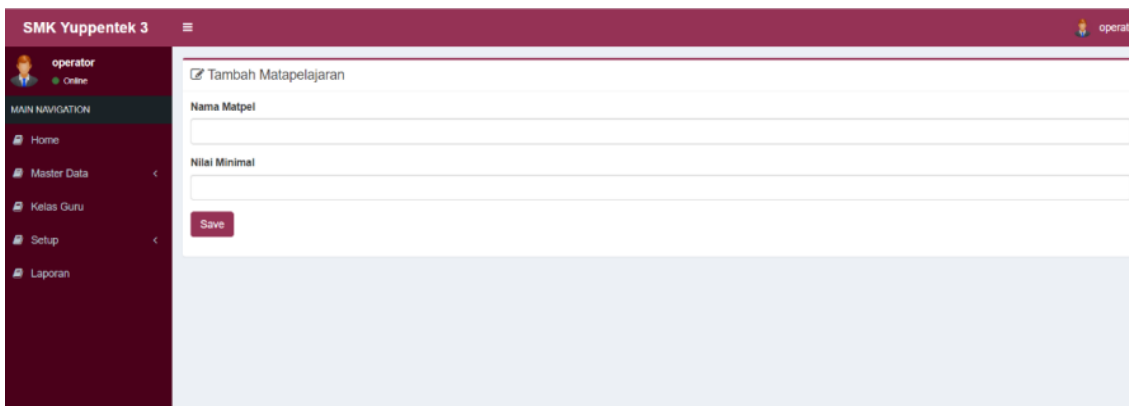 SMK Yuppentek 3
operat
operator
Online
MAIN NAVIGATION
Home
Master Data
Kelas Guru
Setup
Laporan
Tambah Matapelajaran
Nama Matpel
Nilai Minimal
Save